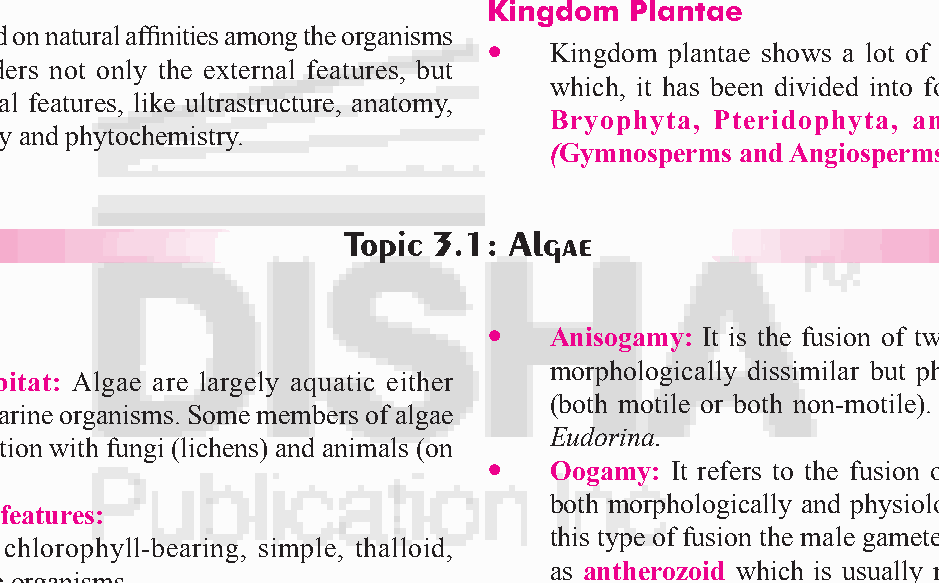 d on natural affinities among the organisms
ders not only the external features, but
al features, like ultrastructure, anatomy,
y and phytochemistry.
Kingdom Plantae
• Kingdom plantae shows a lot of
which, it has been divided into fo
Bryophyta, Pteridophyta, an
(Gymnosperms and Angiosperms
Topic 3.1: Algae
bitat: Algae are largely aquatic either
arine organisms. Some members of algae
tion with fungi (lichens) and animals (on
features:
chlorophyll-bearing, simple, thalloid,
organisms
• Anisogamy: It is the fusion of tw
morphologically dissimilar but ph
(both motile or both non-motile).
Eudorina.
• Oogamy: It refers to the fusion o
both morphologically and physiolo
this type of fusion the male gamete
as antherozoid which is usually
DISHA
Publication Inc